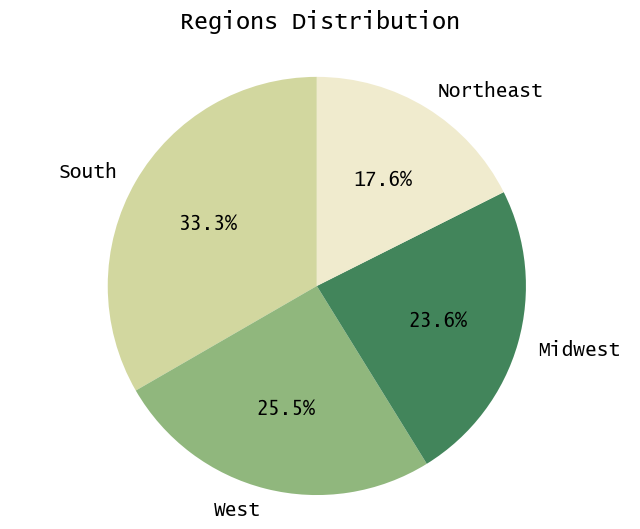 Regions Distribution
Northeast
17.6%
South
33.3%
23.6%
Midwest
25.5%
West